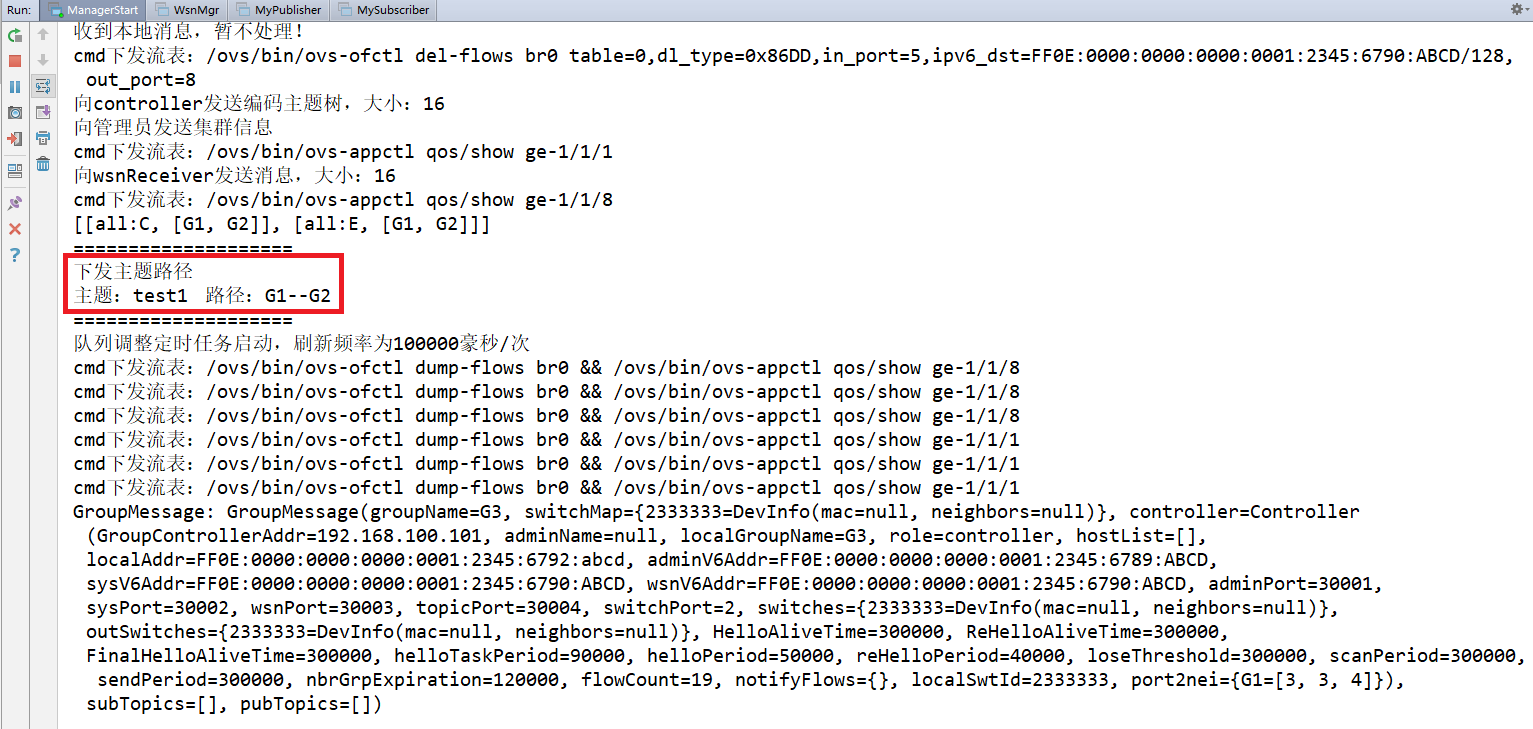 Run: ManagerStart WsnMgr MyPublisher MySubscriber
收到本地消息，暂不处理！
cmd下发流表：/ovs/bin/ovs-ofctl del-flows br0 table=0,dl_type=0x86DD,in_port=5,ipv6_dst=FF0E:0000:0000:0000:0001:2345:6790:ABCD/128,
out_port=8
向controller发送编码主题树，大小：16
向管理员发送集群信息
cmd下发流表：/ovs/bin/ovs-appctl qos/show ge-1/1/1
向wsnReceiver发送消息，大小：16
cmd下发流表：/ovs/bin/ovs-appctl qos/show ge-1/1/8
[[all:C, [G1, G2]], [all:E, [G1, G2]]]
====================
下发主题路径
主题：test1 路径：G1--G2
====================
队列调整定时任务启动，刷新频率为100000豪秒/次
cmd下发流表：/ovs/bin/ovs-ofctl dump-flows br0 && /ovs/bin/ovs-appctl qos/show ge-1/1/8
cmd下发流表：/ovs/bin/ovs-ofctl dump-flows br0 && /ovs/bin/ovs-appctl qos/show ge-1/1/8
cmd下发流表：/ovs/bin/ovs-ofctl dump-flows br0 && /ovs/bin/ovs-appctl qos/show ge-1/1/8
cmd下发流表：/ovs/bin/ovs-ofctl dump-flows br0 && /ovs/bin/ovs-appctl qos/show ge-1/1/1
cmd下发流表：/ovs/bin/ovs-ofctl dump-flows br0 && /ovs/bin/ovs-appctl qos/show ge-1/1/1
cmd下发流表：/ovs/bin/ovs-ofctl dump-flows br0 && /ovs/bin/ovs-appctl qos/show ge-1/1/1
GroupMessage: GroupMessage(groupName=G3, switchMap={2333333=DevInfo(mac=null, neighbors=null)}, controller=Controller
(GroupControllerAddr=192.168.100.101, adminName=null, localGroupName=G3, role=controller, hostList=[],
localAddr=FF0E:0000:0000:0000:0001:2345:6792:abcd, adminV6Addr=FF0E:0000:0000:0000:0001:2345:6789:ABCD,
sysV6Addr=FF0E:0000:0000:0000:0001:2345:6790:ABCD, wsnV6Addr=FF0E:0000:0000:0000:0001:2345:6790:ABCD, adminPort=30001,
sysPort=30002, wsnPort=30003, topicPort=30004, switchPort=2, switches={2333333=DevInfo(mac=null, neighbors=null)},
outSwitches={2333333=DevInfo(mac=null, neighbors=null)}, HelloAliveTime=300000, ReHelloAliveTime=300000,
FinalHelloAliveTime=300000, helloTaskPeriod=90000, helloPeriod=50000, reHelloPeriod=40000, loseThreshold=300000, scanPeriod=300000,
sendPeriod=300000, nbrGrpExpiration=120000, flowCount=19, notifyFlows={}, localSwtId=2333333, port2nei={G1=[3, 3, 4]}),
subTopics=[], pubTopics=[])